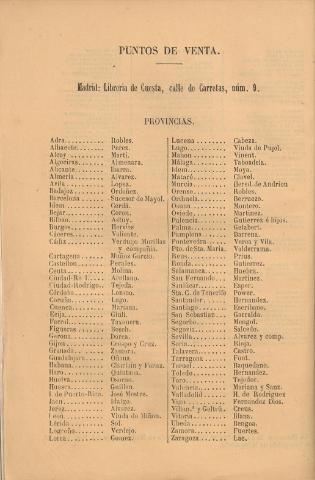 PUNTOS DE VENTA.
Madrid: Librería de Cuesta, calle de Carretas, núm. 9.
PROVINCIAS.
Adra........ Robles.
Albacete........ Perez.
Alcoy........ Martí.
Algeciras........ Almenara.
Alicante........ Ibarra.
Almería........ Alvarez.
Avila........ Lopez.
Badajoz........ Ordoñez.
Barcelona........ Sucesor de Mayol.
Idem........ Cerdá.
Bejar........ Coron.
Bilbao........ Astuy.
Burgos........ Hervias
Cáceres........ Valiente.
Cádiz........ Verdugo Morillas
y compañía.
Cartagena........ Muñoz García.
Castellon........ Perales.
Ceuta........ Molina.
Ciudad-Rl........ Arellano.
Ciudad-Rodrigo.. Tejeda.
Córdoba........ Lozano.
Coruña........ Lago.
Cuenca........ Mariana.
Ecija........ Giuli.
Ferrol........ Taxonera.
Figueras........ Bosch.
Gerona........ Dorca.
Gijon........ Crespo y Cruz.
Granada........ Zamora.
Guadalajara........ Oñana.
Habana........ Charlain y Fernz.
Haro........ Quintana.
Huelva........ Osorno.
Huesca........ Guillen.
I. de Puerto-Rico. José Mestre.
Jaen........ Idalgo.
Jerez........ Alvarez.
Leon........ Viuda de Miñon.
Lérida........ Sol.
Logroño........ Verdejo.
Lorca........ Gomez.
Lucena........ Cabeza.
Lugo........ Viuda de Pujol.
Mahon........ Vinent.
Málaga........ Taboadela.
Idem........ Moya.
Mataró........ Clavel.
Murcia........ Hered. de Andrion
Orense........ Robles.
Orihuela........ Berruezo.
Osuna........ Montero.
Oviedo........ Martinez.
Palencia........ Gutierrez é hijos.
Palma........ Gelabert.
Pamplona........ Barrena.
Pontevedra........ Verea y Vila.
Pto. de Sta. María. Valderrama.
Reus........ Prius.
Ronda........ Gutierrez.
Salamanca........ Huebra.
San Fernando.... Martinez.
Sanlúcar........ Esper.
Sta. C. de Tenerife Power.
Santander........ Hernandez.
Santiago........ Escribano.
San Sebastian.... Garralda.
Segorbe........ Mengol.
Segovia........ Salcedo.
Sevilla........ Alvarez y comp.
Soria........ Rioja.
Talavera........ Castro.
Tarragona........ Font.
Teruel........ Baquedano.
Toledo........ Hernandez.
Toro........ Tejedor.
Valencia........ Mariana y Sanz.
Valladolid........ H. de Rodriguez
Vigo........ Fernandez Dios.
Villan.ª y Geltrú.. Creus.
Vitoria........ Illana.
Ubeda........ Bengoa.
Zamora........ Fuertes.
Zaragoza........ Lac.